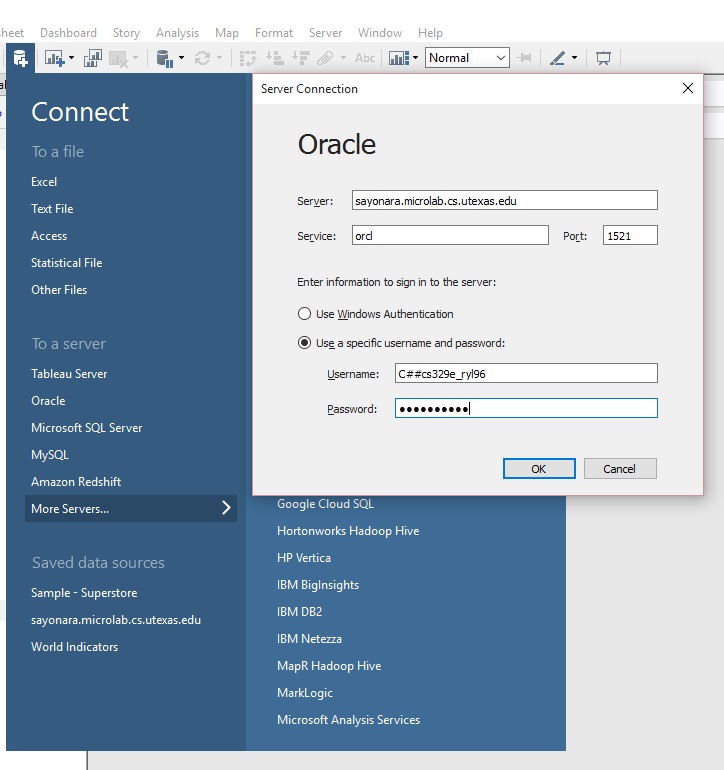 sheet Dashboard Story Analysis Map Format Server Window Help
Abc Normal
Connect
To a file
Excel
Text File
Access
Statistical File
Other Files
To a server
Tableau Server
Oracle
Microsoft SQL Server
MySQL
Amazon Redshift
More Servers...
Saved data sources
Sample - Superstore
sayonara.microlab.cs.utexas.edu
World Indicators
Server Connection
Oracle
Server: sayonara.microlab.cs.utexas.edu
Service: orcl Port: 1521
Enter information to sign in to the server:
Use Windows Authentication
Use a specific username and password:
Username: C##cs329e_ryl96
Password: ●●●●●●●●●●
OK Cancel
Google Cloud SQL
Hortonworks Hadoop Hive
HP Vertica
IBM BigInsights
IBM DB2
IBM Netezza
MapR Hadoop Hive
MarkLogic
Microsoft Analysis Services